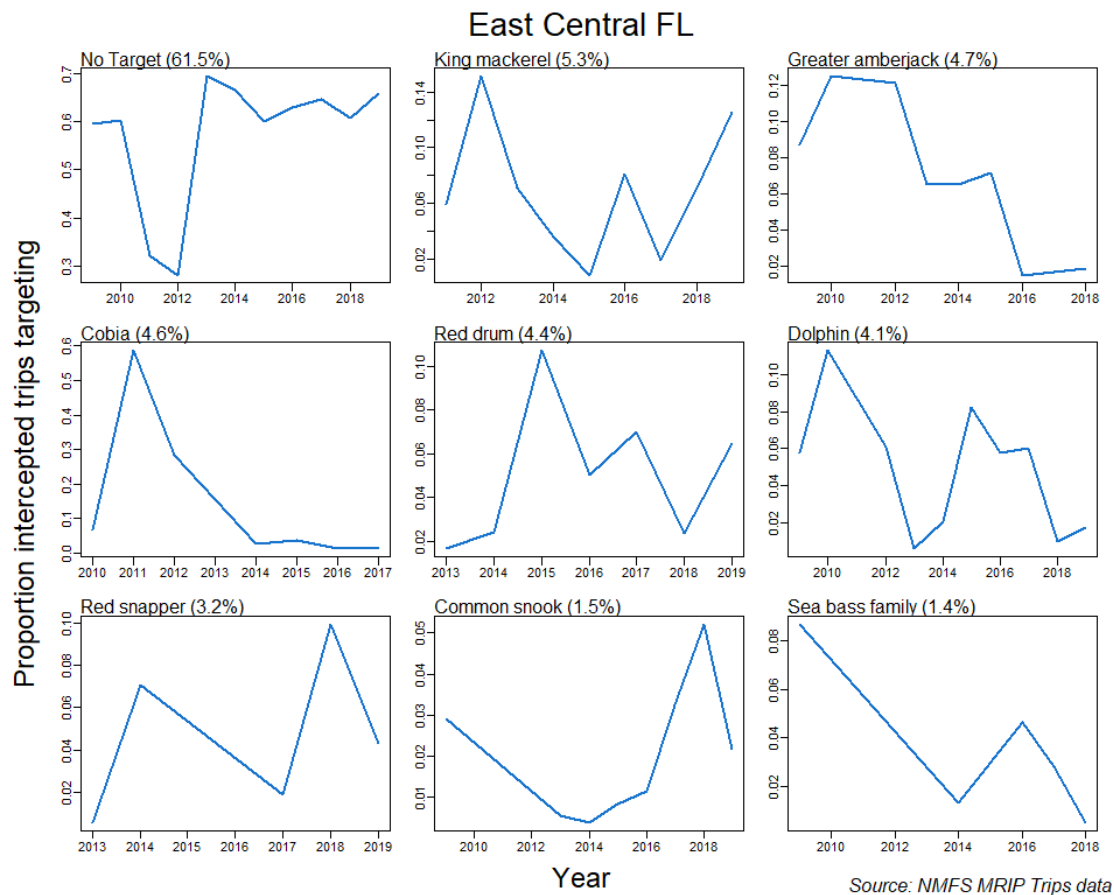 East Central FL
No Target (61.5%)
King mackerel (5.3%)
Greater amberjack (4.7%)
0.7
0.6
0.5
0.4
0.3
2010 2012 2014 2016 2018
0.14
0.10
0.06
0.02
2012 2014 2016 2018
0.12
0.10
0.08
0.06
0.04
0.02
2010 2012 2014 2016 2018
Cobia (4.6%)
Red drum (4.4%)
Dolphin (4.1%)
0.6
0.5
0.4
0.3
0.2
0.1
0.0
2010 2011 2012 2013 2014 2015 2016 2017
0.10
0.08
0.06
0.04
0.02
2013 2014 2015 2016 2017 2018 2019
0.10
0.08
0.06
0.04
0.02
2010 2012 2014 2016 2018
Red snapper (3.2%)
Common snook (1.5%)
Sea bass family (1.4%)
0.10
0.08
0.06
0.04
0.02
2013 2014 2015 2016 2017 2018 2019
0.05
0.04
0.03
0.02
0.01
2010 2012 2014 2016 2018
0.08
0.06
0.04
0.02
2010 2012 2014 2016 2018
Proportion intercepted trips targeting
Year
Source: NMFS MRIP Trips data